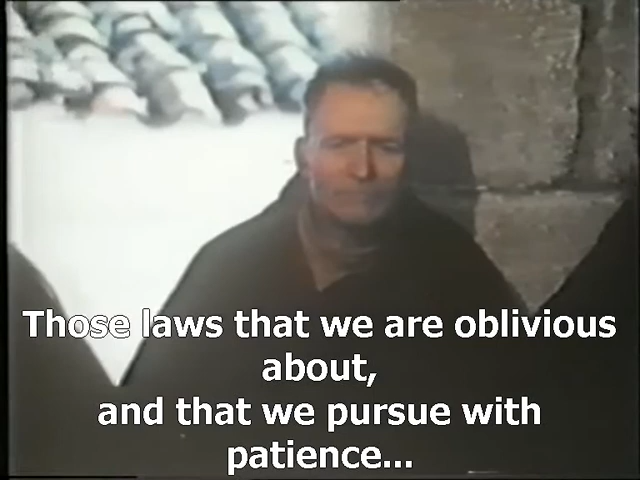 Those laws that we are oblivious
about,
and that we pursue with
patience...